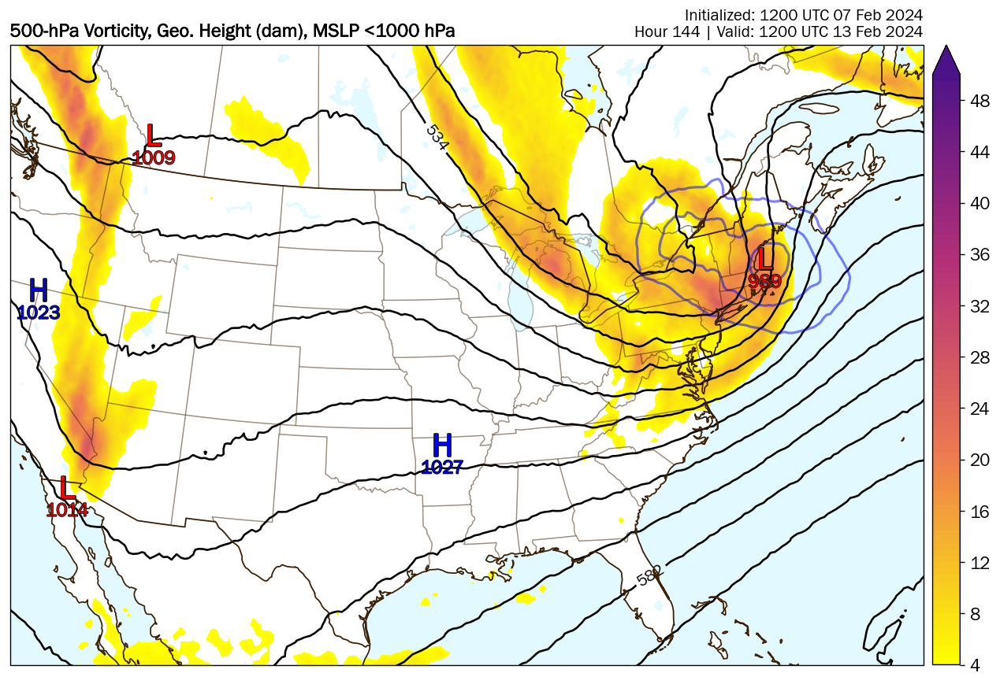 Initialized: 1200 UTC 07 Feb 2024
500-hPa Vorticity, Geo. Height (dam), MSLP <1000 hPa
Hour 144 | Valid: 1200 UTC 13 Feb 2024
L
1009
534
L
989
H
1023
H
1027
L
1014
582
48
44
40
36
32
28
24
20
16
12
8
4